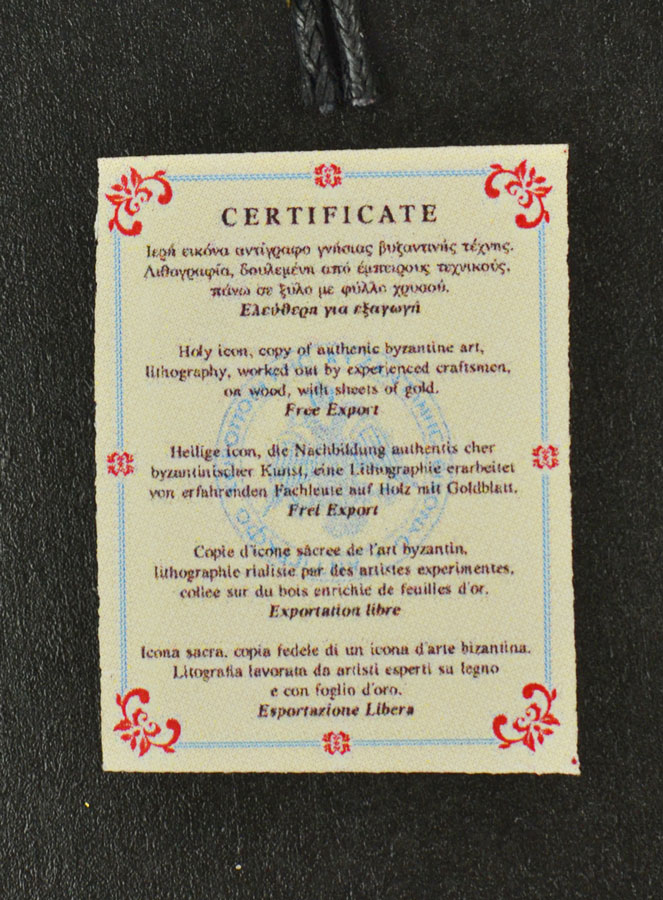 CERTIFICATE
Ιερή εικόνα αντίγραφο γνήσιας βυζαντινής τέχνης.
Λιθογραφία, δουλεμένη από έμπειρους τεχνικούς,
πάνω σε ξύλο με φύλλο χρυσού.
Ελεύθερη για εξαγωγή
Holy icon, copy of authenic byzantine art,
lithography, worked out by experienced craftsmen,
on wood, with sheets of gold.
Free Export
Heilige icon, die Nachbildung authentis cher
byzantinischer Kunst, eine Lithographie erarbeitet
von erfahrenden Fachleute auf Holz mit Goldblatt.
Frei Export
Copie d'icone sacree de l'art byzantin,
lithographie rialiste par des artistes experimentes,
collee sur du bois enrichie de feuilles d'or.
Exportation libre
Icona sacra, copia fedele di un icona d'arte bizantina.
Litografia lavorata da artisti esperti su legno
e con foglio d'oro.
Esportazione Libera